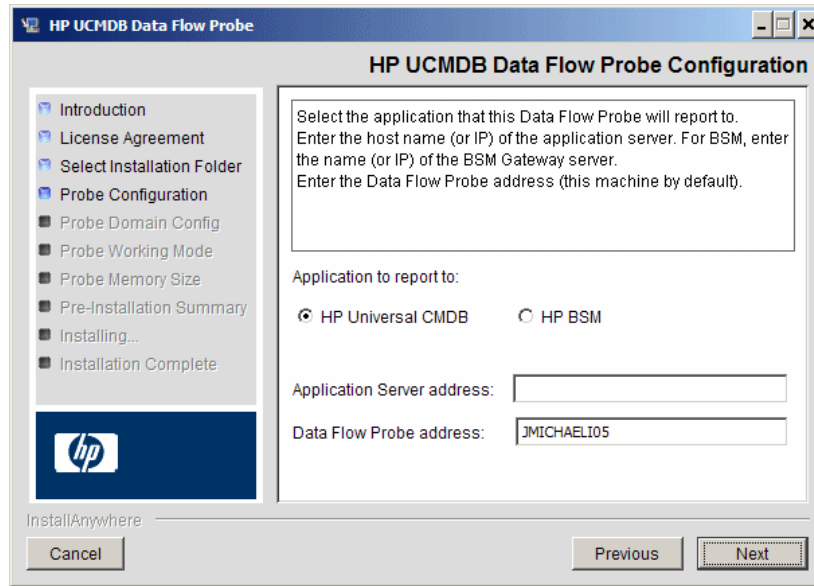 HP UCMDB Data Flow Probe
HP UCMDB Data Flow Probe Configuration
Introduction
License Agreement
Select Installation Folder
Probe Configuration
Probe Domain Config
Probe Working Mode
Probe Memory Size
Pre-Installation Summary
Installing...
Installation Complete
hp
Select the application that this Data Flow Probe will report to.
Enter the host name (or IP) of the application server. For BSM, enter
the name (or IP) of the BSM Gateway server.
Enter the Data Flow Probe address (this machine by default).
Application to report to:
HP Universal CMDB HP BSM
Application Server address:
Data Flow Probe address: JMICHAELI05
InstallAnywhere
Cancel Previous Next